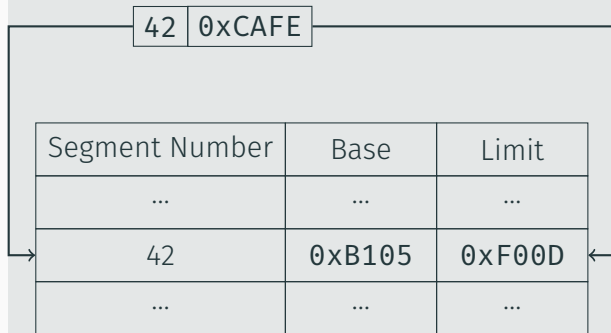 42 0xCAFE
Segment Number Base Limit
... ... ...
42 0xB105 0xF00D
... ... ...